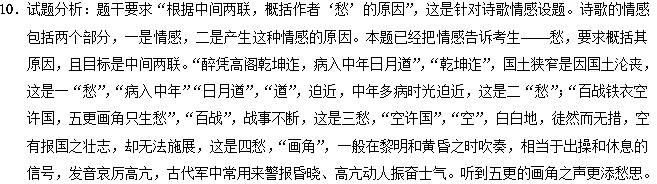 10．试题分析：题干要求“根据中间两联，概括作者‘愁’的原因”，这是针对诗歌情感设题。诗歌的情感
包括两个部分，一是情感，二是产生这种情感的原因。本题已经把情感告诉考生——愁，要求概括其
原因，且目标是中间两联。“醉凭高阁乾坤迮，病入中年日月遒”，“乾坤迮”，国土狭窄是因国土沦丧，
这是一“愁”，“病入中年”“日月遒”，“遒”，迫近，中年多病时光迫近，这是二“愁”；“百战铁衣空
许国，五更画角只生愁”，“百战”，战事不断，这是三愁，“空许国”，“空”，白白地，徒然而无措，空
有报国之壮志，却无法施展，这是四愁，“画角”，一般在黎明和黄昏之时吹奏，相当于出操和休息的
信号，发音哀厉高亢，古代军中常用来警报昏晓、高亢动人振奋士气。听到五更的画角之声更添愁思。